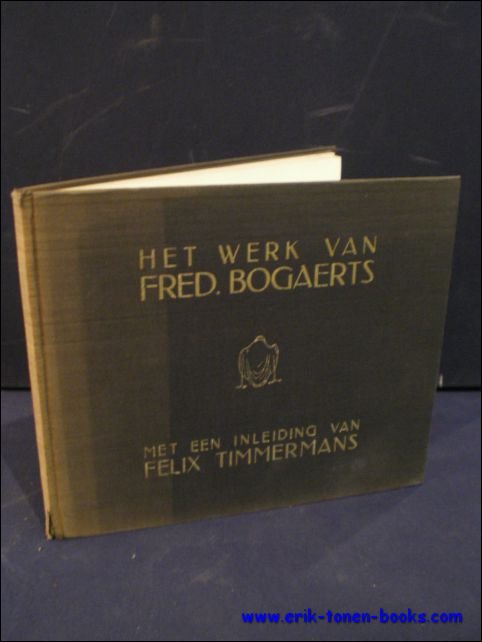 HET WERK VAN
FRED. BOGAERTS
MET EEN INLEIDING VAN
FELIX TIMMERMANS
www.erik-tonen-books.com